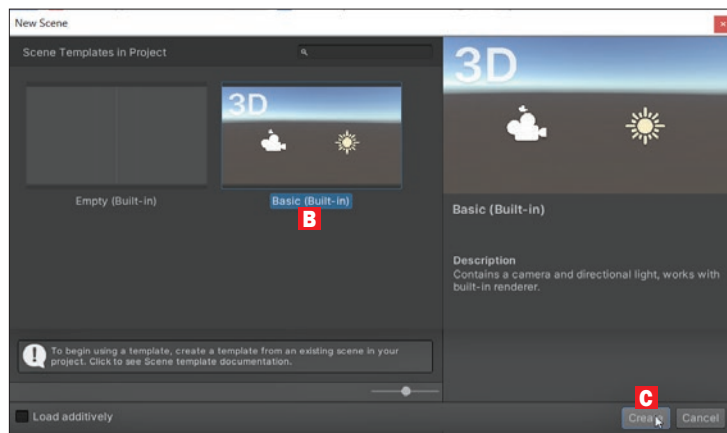 New Scene
Scene Templates in Project
3D
Empty (Built-in)
Basic (Built-in)
B
3D
Basic (Built-in)
Description
Contains a camera and directional light, works with
built-in renderer.
To begin using a template, create a template from an existing scene in your
project. Click to see Scene template documentation.
Load additively
C
Create
Cancel